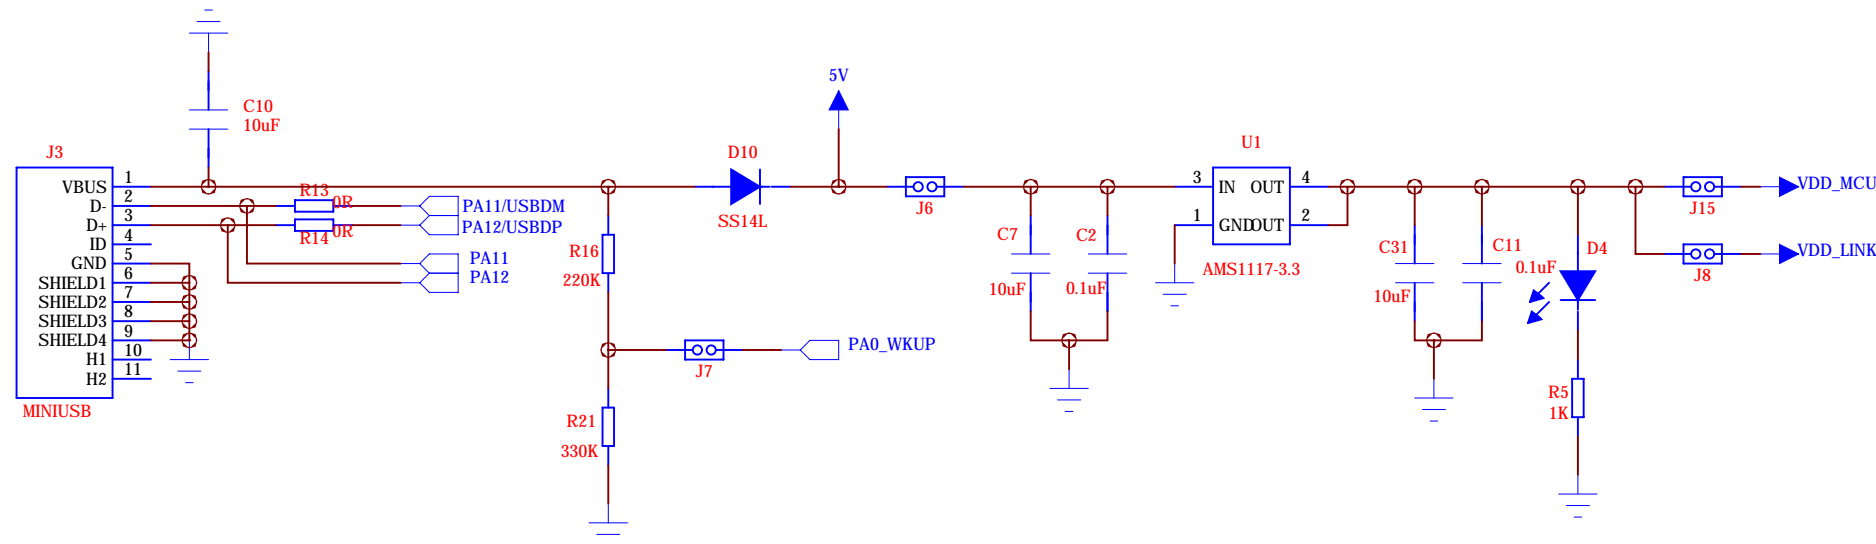 C10
10uF
J3
VBUS 1
D- 2
D+ 3
ID 4
GND 5
SHIELD1 6
SHIELD2 7
SHIELD3 8
SHIELD4 9
H1 10
H2 11
MINIUSB
R13 0R
R14 0R
PA11/USBDM
PA12/USBDP
PA11
PA12
R16
220K
R21
330K
J7
PA0_WKUP
D10
SS14L
5V
J6
C7
10uF
C2
0.1uF
U1
3 IN OUT 4
1 GND OUT 2
AMS1117-3.3
C31
10uF
C11
0.1uF
D4
R5
1K
J15
VDD_MCU
J8
VDD_LINK